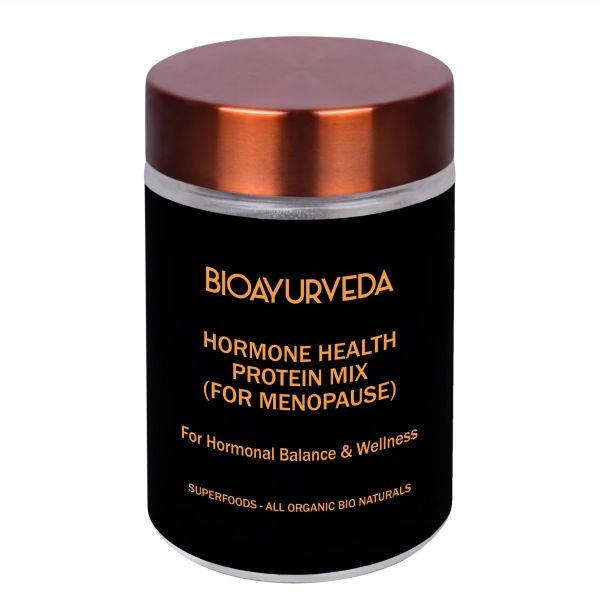 BIOAYURVEDA
HORMONE HEALTH
PROTEIN MIX
(FOR MENOPAUSE)
For Hormonal Balance & Wellness
SUPERFOODS - ALL ORGANIC BIO NATURALS